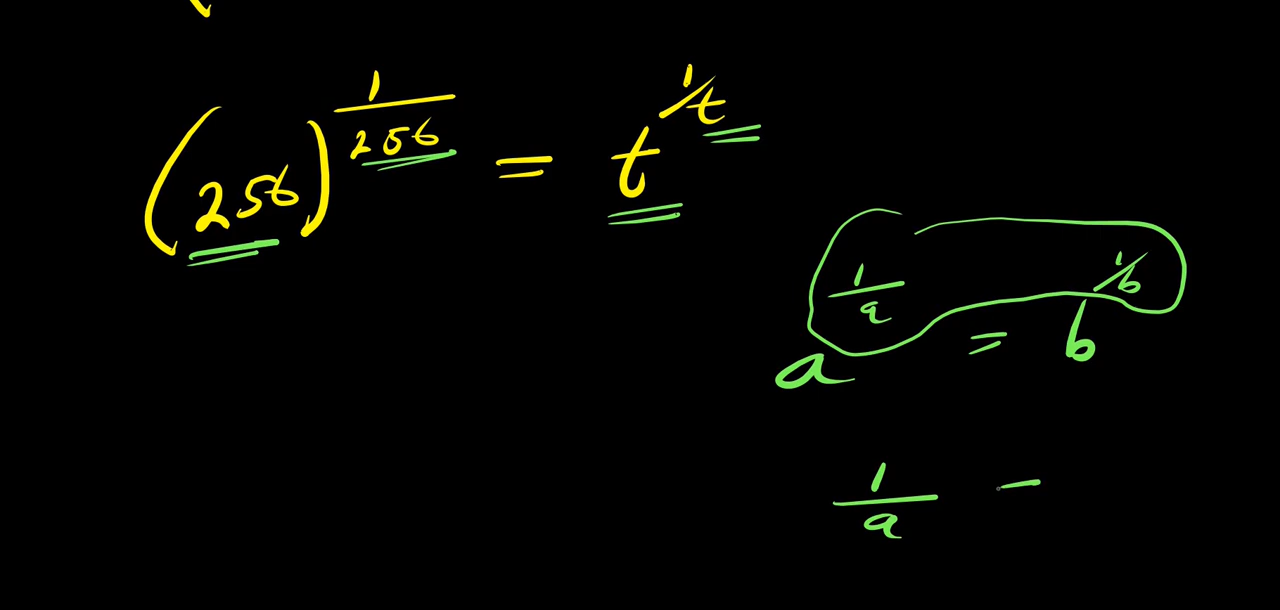 (256)^(1/256) = t^(1/t)
a^(1/a) = b^(1/b)
1/a -